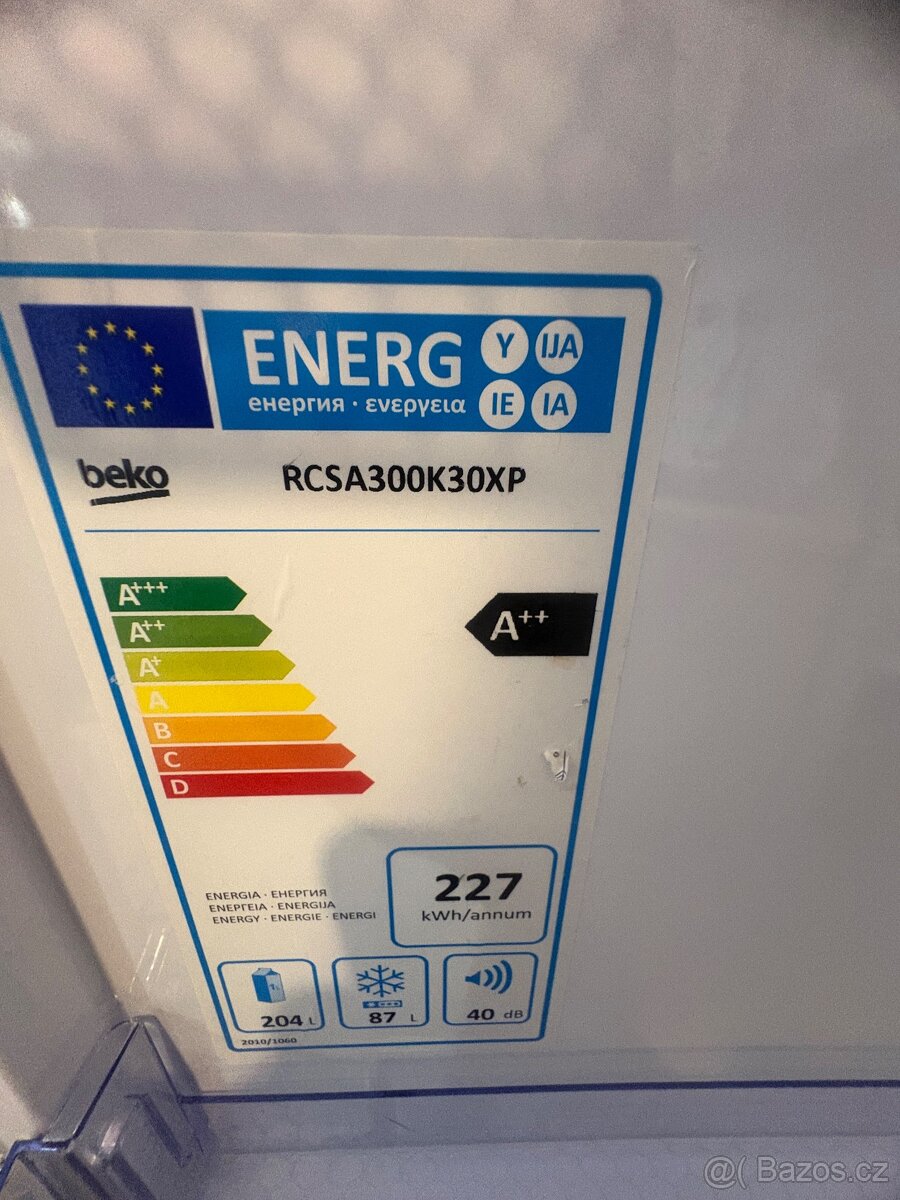 ENERG Y IJA
енергия · ενεργεια IE IA
beko RCSA300K30XP
A+++
A++
A++
A+
A
B
C
D
227
kWh/annum
ENERGIA · ЕНЕРГИЯ
ΕΝΕΡΓΕΙΑ · ENERGIJA
ENERGY · ENERGIE · ENERGI
204 L
87 L
40 dB
2010/1060
@( Bazos.cz